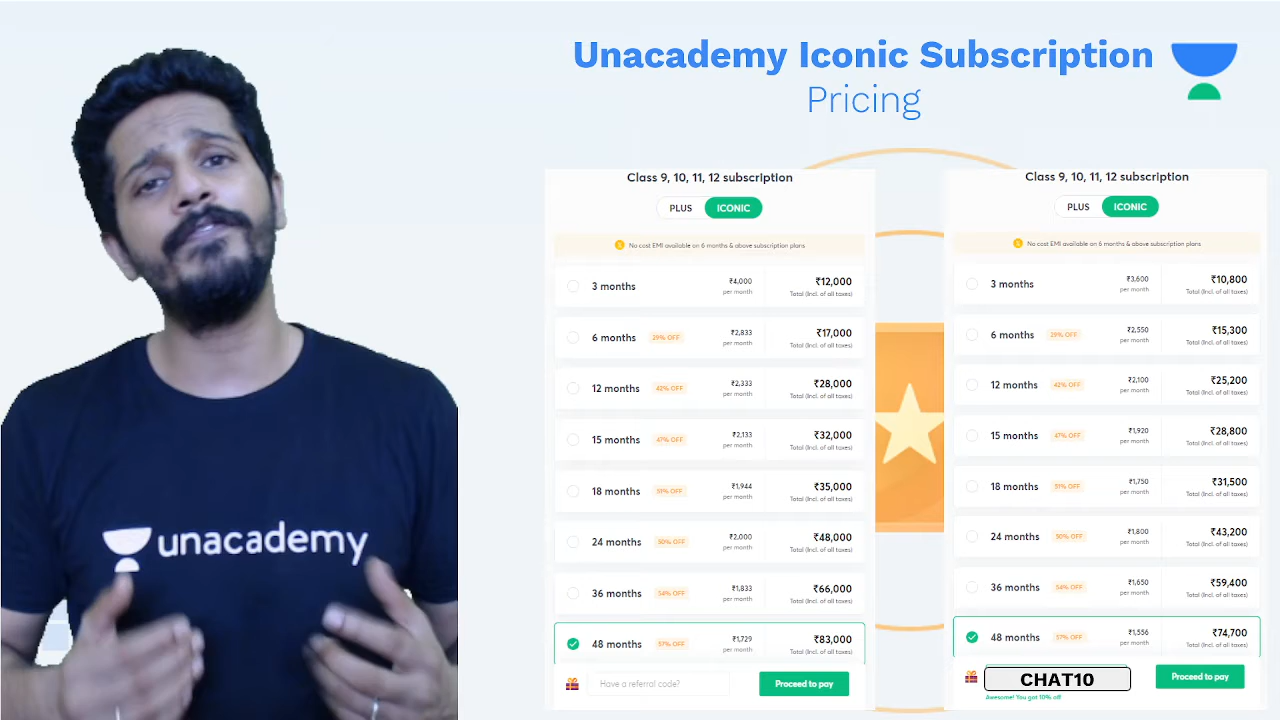 Unacademy Iconic Subscription
Pricing
unacademy
Class 9, 10, 11, 12 subscription
PLUS ICONIC
No cost EMI available on 6 months & above subscription plans
3 months ₹4,000 per month ₹12,000 Total (Incl. of all taxes)
6 months 29% OFF ₹2,833 per month ₹17,000 Total (Incl. of all taxes)
12 months 42% OFF ₹2,333 per month ₹28,000 Total (Incl. of all taxes)
15 months 47% OFF ₹2,133 per month ₹32,000 Total (Incl. of all taxes)
18 months 51% OFF ₹1,944 per month ₹35,000 Total (Incl. of all taxes)
24 months 50% OFF ₹2,000 per month ₹48,000 Total (Incl. of all taxes)
36 months 54% OFF ₹1,833 per month ₹66,000 Total (Incl. of all taxes)
48 months 57% OFF ₹1,729 per month ₹83,000 Total (Incl. of all taxes)
Have a referral code? Proceed to pay
Class 9, 10, 11, 12 subscription
PLUS ICONIC
No cost EMI available on 6 months & above subscription plans
3 months ₹3,600 per month ₹10,800 Total (Incl. of all taxes)
6 months 29% OFF ₹2,550 per month ₹15,300 Total (Incl. of all taxes)
12 months 42% OFF ₹2,100 per month ₹25,200 Total (Incl. of all taxes)
15 months 47% OFF ₹1,920 per month ₹28,800 Total (Incl. of all taxes)
18 months 51% OFF ₹1,750 per month ₹31,500 Total (Incl. of all taxes)
24 months 50% OFF ₹1,800 per month ₹43,200 Total (Incl. of all taxes)
36 months 54% OFF ₹1,650 per month ₹59,400 Total (Incl. of all taxes)
48 months 57% OFF ₹1,556 per month ₹74,700 Total (Incl. of all taxes)
CHAT10 Proceed to pay
Awesome! You got 10% off